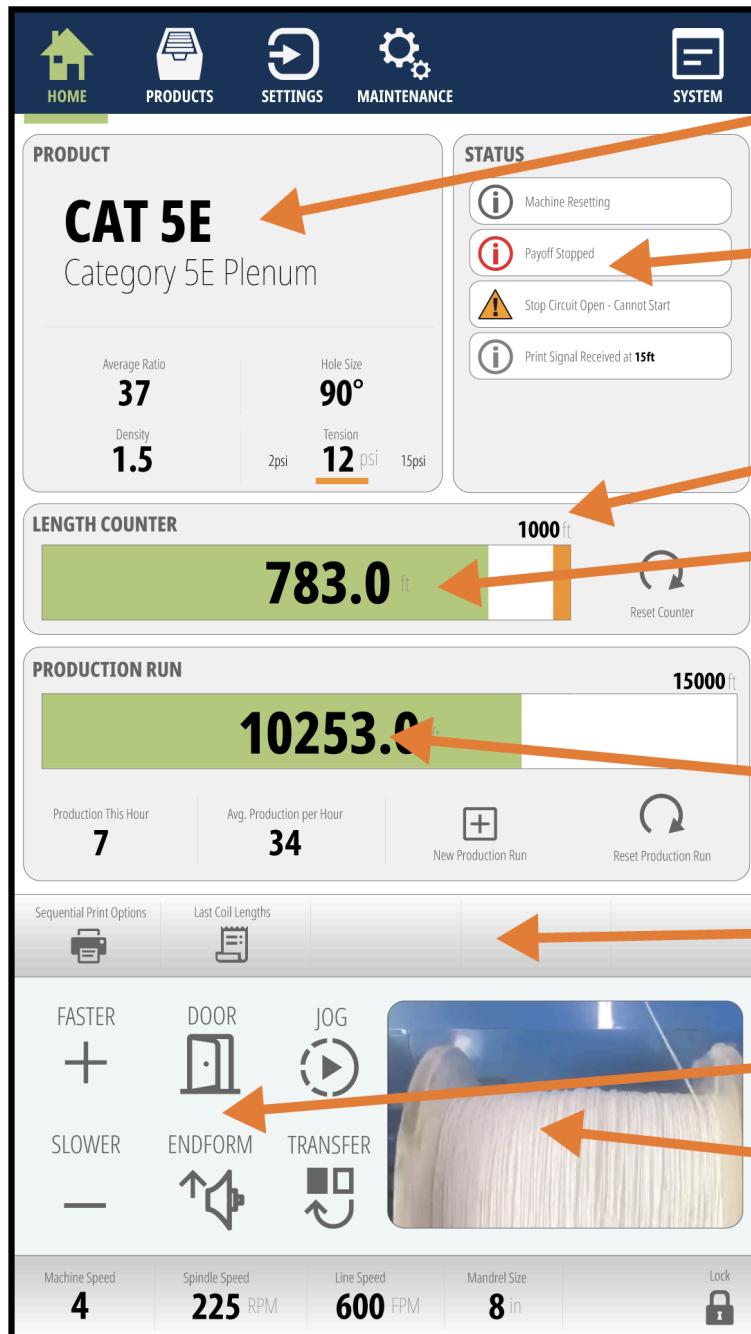 HOME PRODUCTS SETTINGS MAINTENANCE SYSTEM
PRODUCT
CAT 5E
Category 5E Plenum
Average Ratio
37
Hole Size
90°
Density
1.5
Tension
2psi 12 psi 15psi
STATUS
Machine Resetting
Payoff Stopped
Stop Circuit Open - Cannot Start
Print Signal Received at 15ft
LENGTH COUNTER
1000 ft
783.0 ft
Reset Counter
PRODUCTION RUN
15000 ft
10253.0
Production This Hour
7
Avg. Production per Hour
34
New Production Run
Reset Production Run
Sequential Print Options
Last Coil Lengths
FASTER DOOR JOG
SLOWER ENDFORM TRANSFER
Machine Speed
4
Spindle Speed
225 RPM
Line Speed
600 FPM
Mandrel Size
8 in
Lock